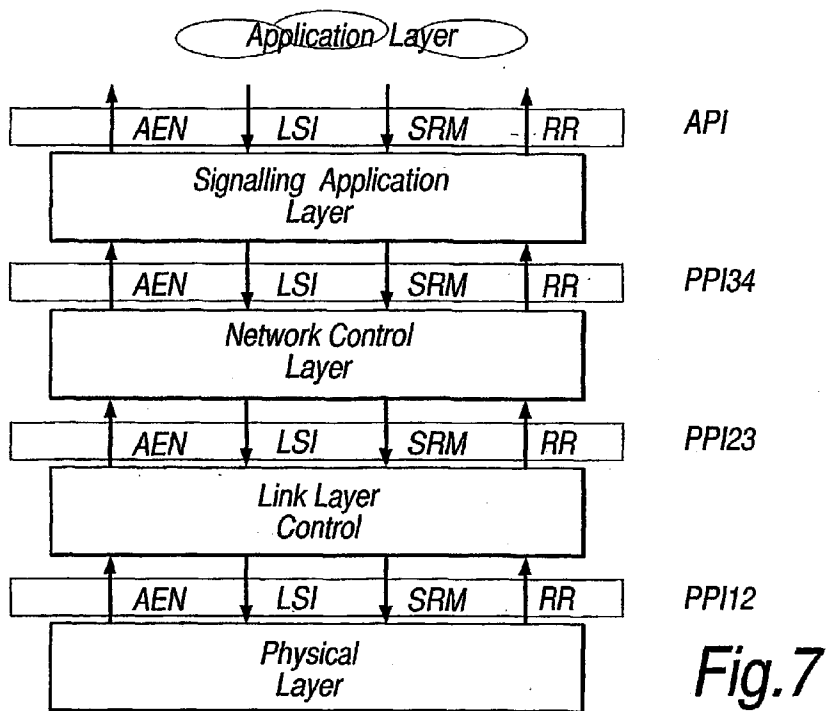 Application Layer
AEN LSI SRM RR API
Signalling Application
Layer
AEN LSI SRM RR PPI34
Network Control
Layer
AEN LSI SRM RR PPI23
Link Layer
Control
AEN LSI SRM RR PPI12
Physical
Layer
Fig.7